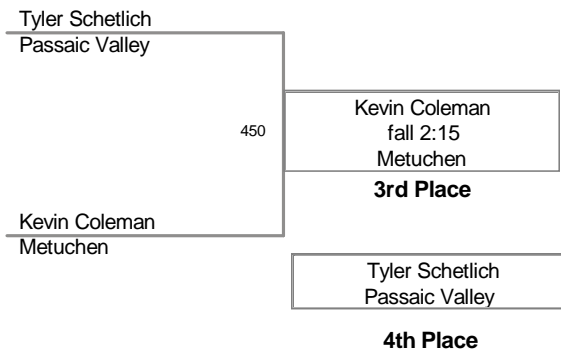 Tyler Schetlich
Passaic Valley
450
Kevin Coleman
fall 2:15
Metuchen
3rd Place
Kevin Coleman
Metuchen
Tyler Schetlich
Passaic Valley
4th Place